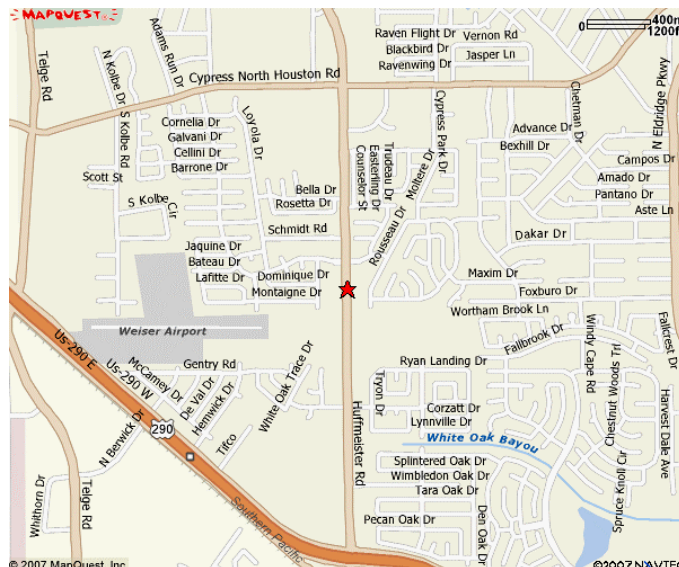 MAPQUEST
400m
0
1200ft
Raven Flight Dr
Vernon Rd
Blackbird Dr
Jasper Ln
Ravenwing Dr
Telge Rd
N Kolbe Dr
Adams Run Dr
Cypress North Houston Rd
N Eldridge Pkwy
S Kolbe Rd
Cornelia Dr
Loyola Dr
Galvani Dr
Cellini Dr
Barrone Dr
Cypress Park Dr
Chetman Dr
Advance Dr
Bexhill Dr
Trudeau Dr
Easterling Dr
Counselor St
Moltere Dr
Campos Dr
Amado Dr
Pantano Dr
Aste Ln
Scott St
Bella Dr
Rosetta Dr
S Kolbe Cir
Schmidt Rd
Rousseau Dr
Dakar Dr
Jaquine Dr
Bateau Dr
Lafitte Dr
Dominique Dr
Montaigne Dr
Maxim Dr
Foxburo Dr
Wortham Brook Ln
Weiser Airport
Fallbrook Dr
Windy Cape Rd
Chestnut Woods Trl
Fallcrest Dr
US-290 E
US-290 W
Gentry Rd
McCamey Dr
De Val Dr
Hemwick Dr
White Oak Trace Dr
Ryan Landing Dr
Tryon Dr
Corzatt Dr
Lynnville Dr
Huffmeister Rd
Harvest Dale Ave
N Berwick Dr
290
Tifco
White Oak Bayou
Splintered Oak Dr
Wimbledon Oak Dr
Tara Oak Dr
Spruce Knoll Cir
Whithorn Dr
Telge Rd
Southern Pacific
Pecan Oak Dr
Den Oak Dr
© 2007 MapQuest, Inc
©2007 NAVTEQ